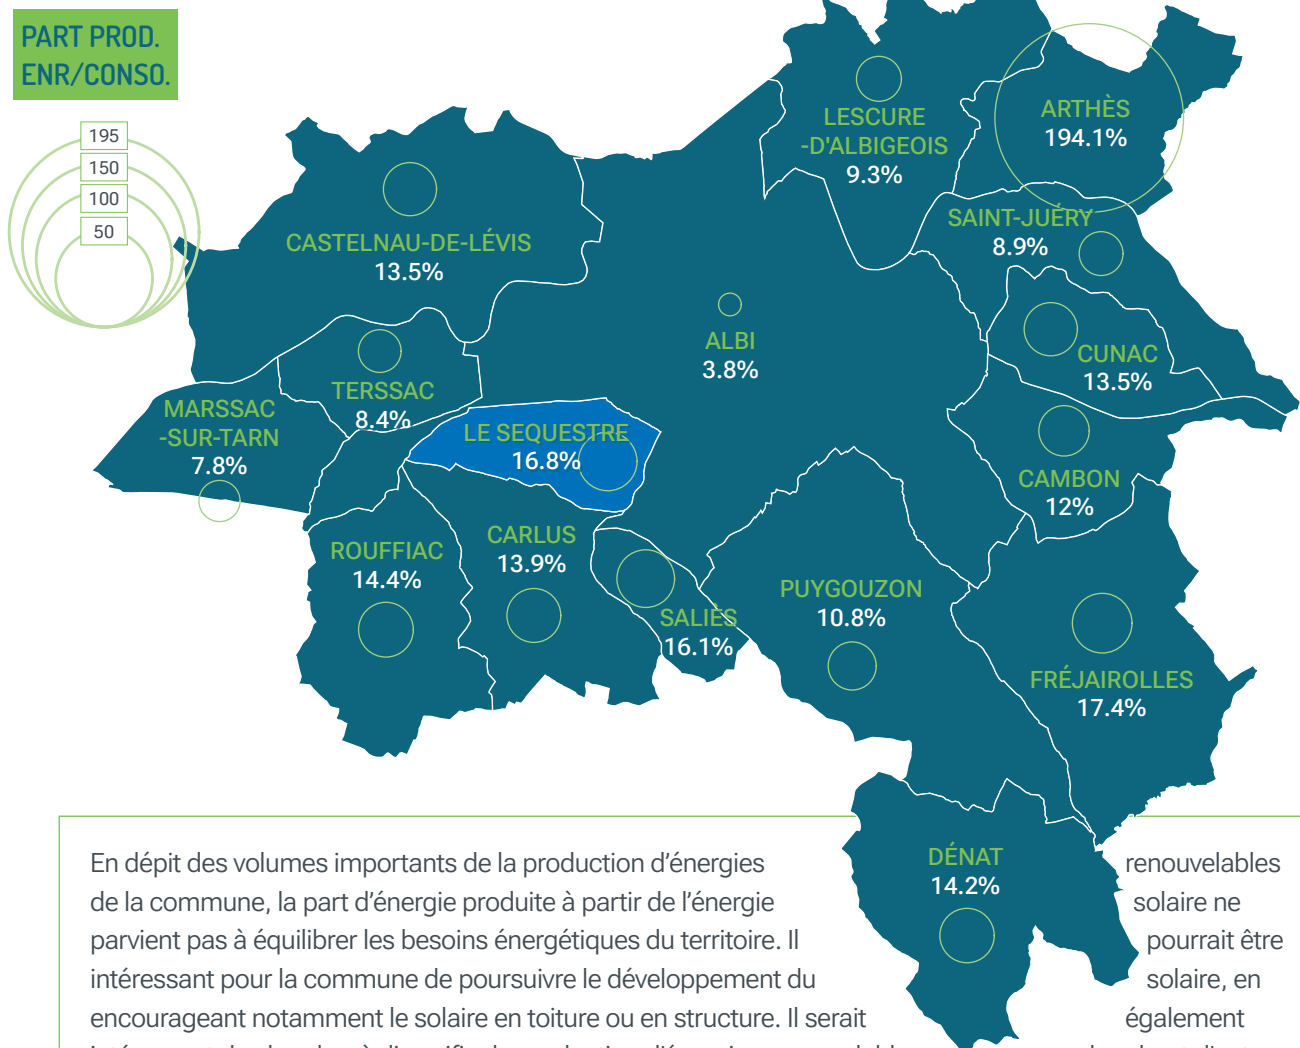 PART PROD.
ENR/CONSO.
195
150
100
50
LESCURE
-D'ALBIGEOIS
9.3%
ARTHÈS
194.1%
SAINT-JUÉRY
8.9%
CASTELNAU-DE-LÉVIS
13.5%
ALBI
3.8%
CUNAC
13.5%
TERSSAC
8.4%
MARSSAC
-SUR-TARN
7.8%
LE SEQUESTRE
16.8%
CAMBON
12%
ROUFFIAC
14.4%
CARLUS
13.9%
SALIÈS
16.1%
PUYGOUZON
10.8%
FRÉJAIROLLES
17.4%
DÉNAT
14.2%
En dépit des volumes importants de la production d’énergies renouvelables
de la commune, la part d’énergie produite à partir de l’énergie solaire ne
parvient pas à équilibrer les besoins énergétiques du territoire. Il pourrait être
intéressant pour la commune de poursuivre le développement du solaire, en
encourageant notamment le solaire en toiture ou en structure. Il serait également